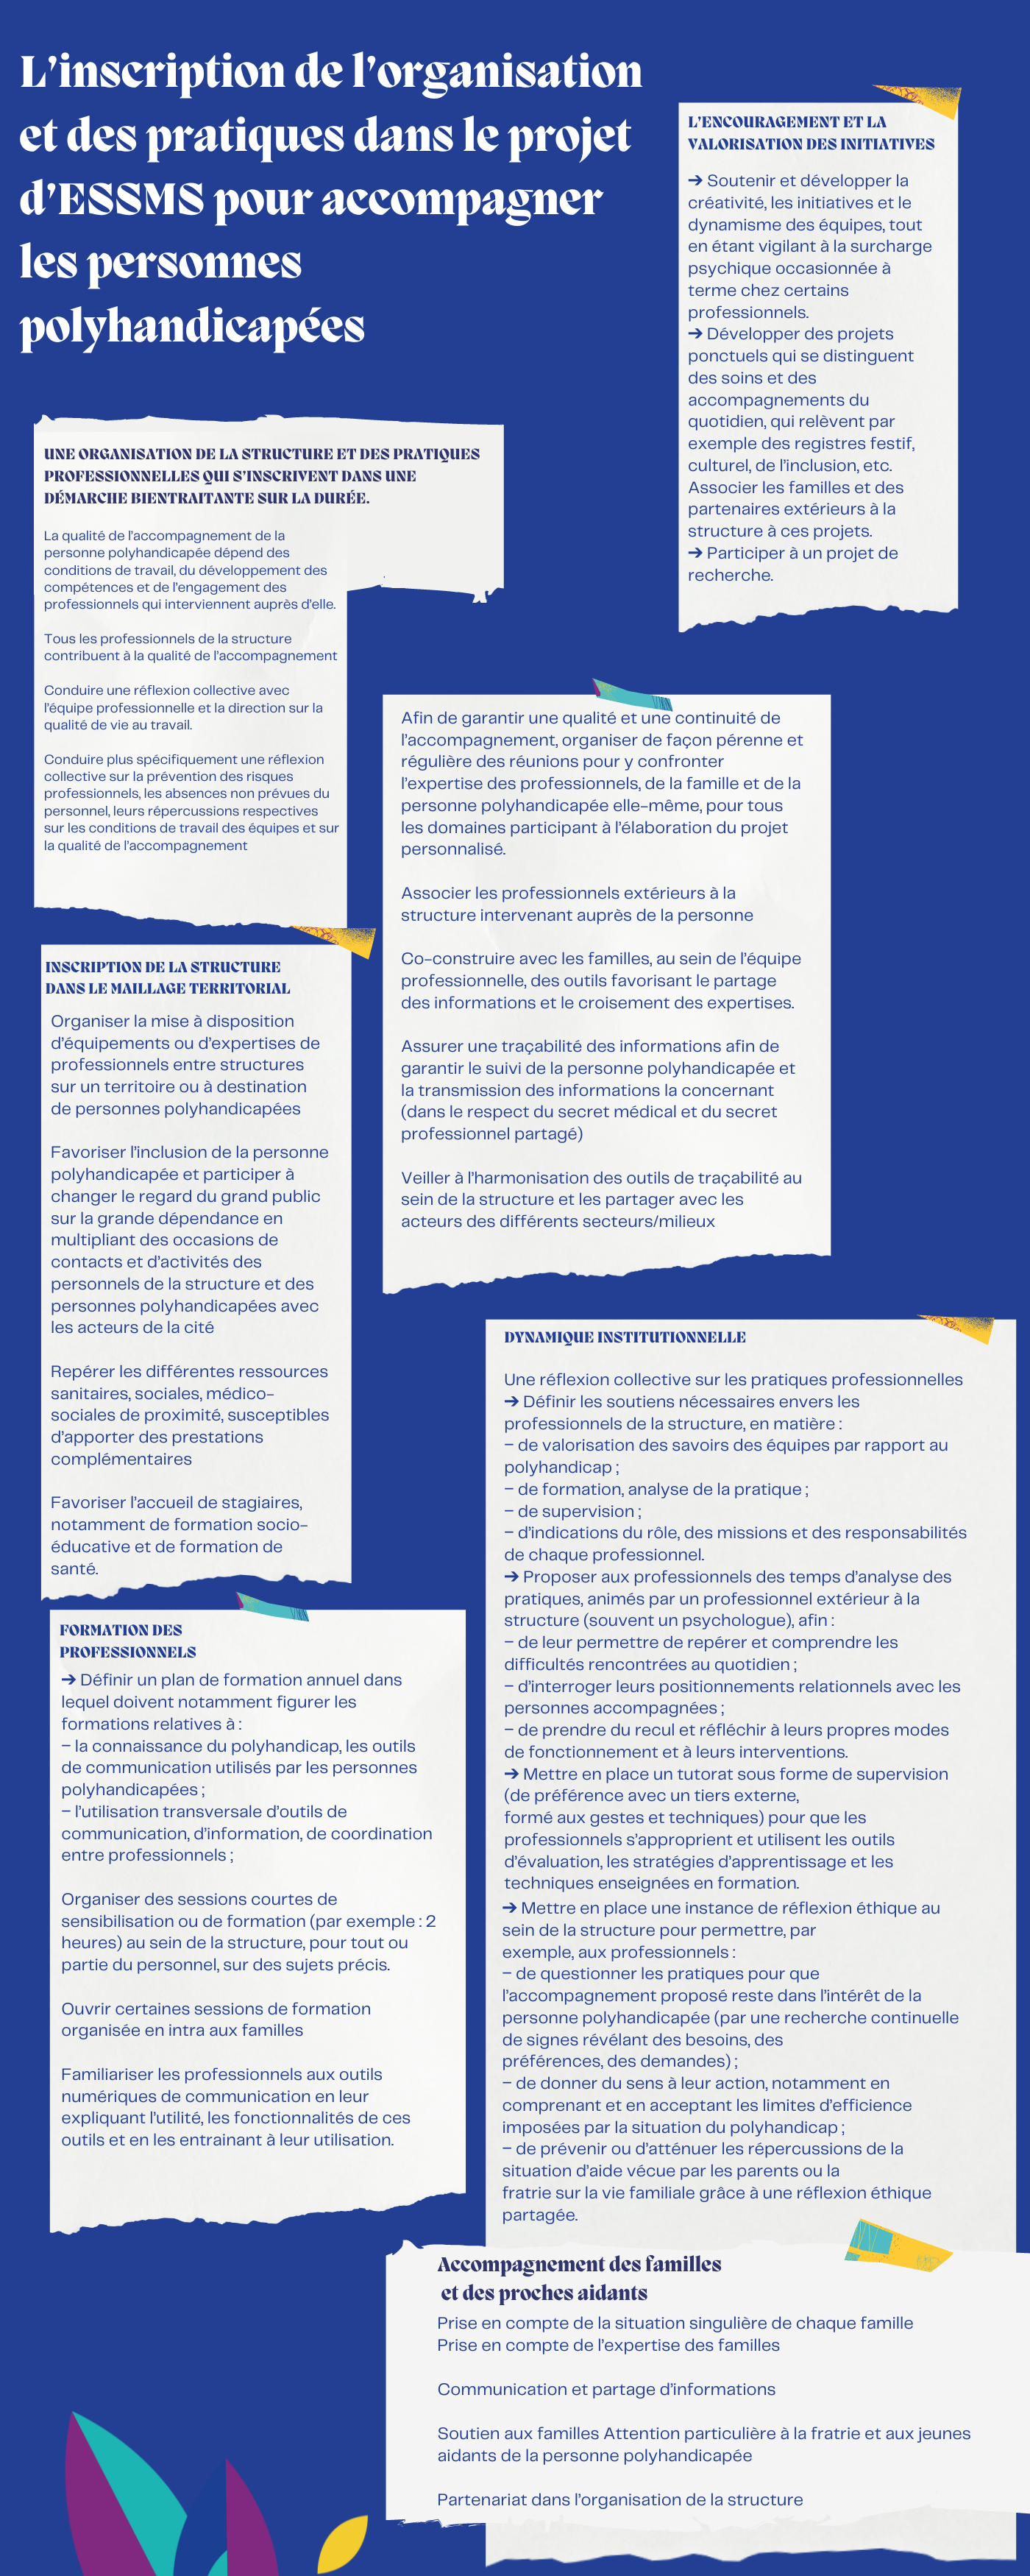 L'inscription de l'organisation
et des pratiques dans le projet
d'ESSMS pour accompagner
les personnes
polyhandicapées
L'ENCOURAGEMENT ET LA
VALORISATION DES INITIATIVES
➔ Soutenir et développer la
créativité, les initiatives et le
dynamisme des équipes, tout
en étant vigilant à la surcharge
psychique occasionnée à
terme chez certains
professionnels.
➔ Développer des projets
ponctuels qui se distinguent
des soins et des
accompagnements du
quotidien, qui relèvent par
exemple des registres festif,
culturel, de l'inclusion, etc.
Associer les familles et des
partenaires extérieurs à la
structure à ces projets.
➔ Participer à un projet de
recherche.
UNE ORGANISATION DE LA STRUCTURE ET DES PRATIQUES
PROFESSIONNELLES QUI S'INSCRIVENT DANS UNE
DÉMARCHE BIENTRAITANTE SUR LA DURÉE.
La qualité de l'accompagnement de la
personne polyhandicapée dépend des
conditions de travail, du développement des
compétences et de l'engagement des
professionnels qui interviennent auprès d'elle.
Tous les professionnels de la structure
contribuent à la qualité de l'accompagnement
Conduire une réflexion collective avec
l'équipe professionnelle et la direction sur la
qualité de vie au travail.
Conduire plus spécifiquement une réflexion
collective sur la prévention des risques
professionnels, les absences non prévues du
personnel, leurs répercussions respectives
sur les conditions de travail des équipes et sur
la qualité de l'accompagnement
Afin de garantir une qualité et une continuité de
l'accompagnement, organiser de façon pérenne et
régulière des réunions pour y confronter
l'expertise des professionnels, de la famille et de la
personne polyhandicapée elle-même, pour tous
les domaines participant à l'élaboration du projet
personnalisé.
Associer les professionnels extérieurs à la
structure intervenant auprès de la personne
Co-construire avec les familles, au sein de l'équipe
professionnelle, des outils favorisant le partage
des informations et le croisement des expertises.
Assurer une traçabilité des informations afin de
garantir le suivi de la personne polyhandicapée et
la transmission des informations la concernant
(dans le respect du secret médical et du secret
professionnel partagé)
Veiller à l'harmonisation des outils de traçabilité au
sein de la structure et les partager avec les
acteurs des différents secteurs/milieux
INSCRIPTION DE LA STRUCTURE
DANS LE MAILLAGE TERRITORIAL
Organiser la mise à disposition
d'équipements ou d'expertises de
professionnels entre structures
sur un territoire ou à destination
de personnes polyhandicapées
Favoriser l'inclusion de la personne
polyhandicapée et participer à
changer le regard du grand public
sur la grande dépendance en
multipliant des occasions de
contacts et d'activités des
personnels de la structure et des
personnes polyhandicapées avec
les acteurs de la cité
Repérer les différentes ressources
sanitaires, sociales, médico-
sociales de proximité, susceptibles
d'apporter des prestations
complémentaires
Favoriser l'accueil de stagiaires,
notamment de formation socio-
éducative et de formation de
santé.
DYNAMIQUE INSTITUTIONNELLE
Une réflexion collective sur les pratiques professionnelles
➔ Définir les soutiens nécessaires envers les
professionnels de la structure, en matière :
− de valorisation des savoirs des équipes par rapport au
polyhandicap ;
− de formation, analyse de la pratique ;
− de supervision ;
− d'indications du rôle, des missions et des responsabilités
de chaque professionnel.
➔ Proposer aux professionnels des temps d'analyse des
pratiques, animés par un professionnel extérieur à la
structure (souvent un psychologue), afin :
− de leur permettre de repérer et comprendre les
difficultés rencontrées au quotidien ;
− d'interroger leurs positionnements relationnels avec les
personnes accompagnées ;
− de prendre du recul et réfléchir à leurs propres modes
de fonctionnement et à leurs interventions.
➔ Mettre en place un tutorat sous forme de supervision
(de préférence avec un tiers externe,
formé aux gestes et techniques) pour que les
professionnels s'approprient et utilisent les outils
d'évaluation, les stratégies d'apprentissage et les
techniques enseignées en formation.
➔ Mettre en place une instance de réflexion éthique au
sein de la structure pour permettre, par
exemple, aux professionnels :
− de questionner les pratiques pour que
l'accompagnement proposé reste dans l'intérêt de la
personne polyhandicapée (par une recherche continuelle
de signes révélant des besoins, des
préférences, des demandes) ;
− de donner du sens à leur action, notamment en
comprenant et en acceptant les limites d'efficience
imposées par la situation du polyhandicap ;
− de prévenir ou d'atténuer les répercussions de la
situation d'aide vécue par les parents ou la
fratrie sur la vie familiale grâce à une réflexion éthique
partagée.
FORMATION DES
PROFESSIONNELS
➔ Définir un plan de formation annuel dans
lequel doivent notamment figurer les
formations relatives à :
− la connaissance du polyhandicap, les outils
de communication utilisés par les personnes
polyhandicapées ;
− l'utilisation transversale d'outils de
communication, d'information, de coordination
entre professionnels ;
Organiser des sessions courtes de
sensibilisation ou de formation (par exemple : 2
heures) au sein de la structure, pour tout ou
partie du personnel, sur des sujets précis.
Ouvrir certaines sessions de formation
organisée en intra aux familles
Familiariser les professionnels aux outils
numériques de communication en leur
expliquant l'utilité, les fonctionnalités de ces
outils et en les entrainant à leur utilisation.
Accompagnement des familles
et des proches aidants
Prise en compte de la situation singulière de chaque famille
Prise en compte de l'expertise des familles
Communication et partage d'informations
Soutien aux familles Attention particulière à la fratrie et aux jeunes
aidants de la personne polyhandicapée
Partenariat dans l'organisation de la structure